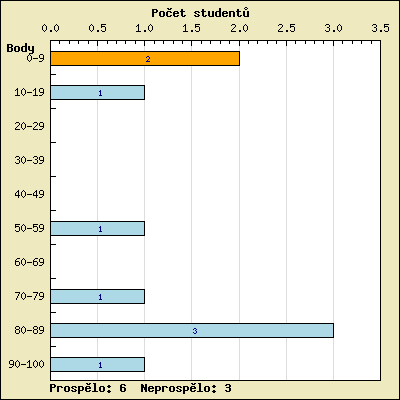 Počet studentů
0.0 0.5 1.0 1.5 2.0 2.5 3.0 3.5
Body
0-9 2
10-19 1
20-29
30-39
40-49
50-59 1
60-69
70-79 1
80-89 3
90-100 1
Prospělo: 6 Neprospělo: 3